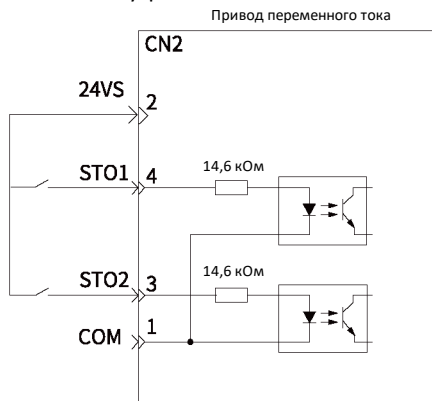 Привод переменного тока
CN2
24VS
2
STO1
4
14,6 кОм
STO2
3
14,6 кОм
COM
1